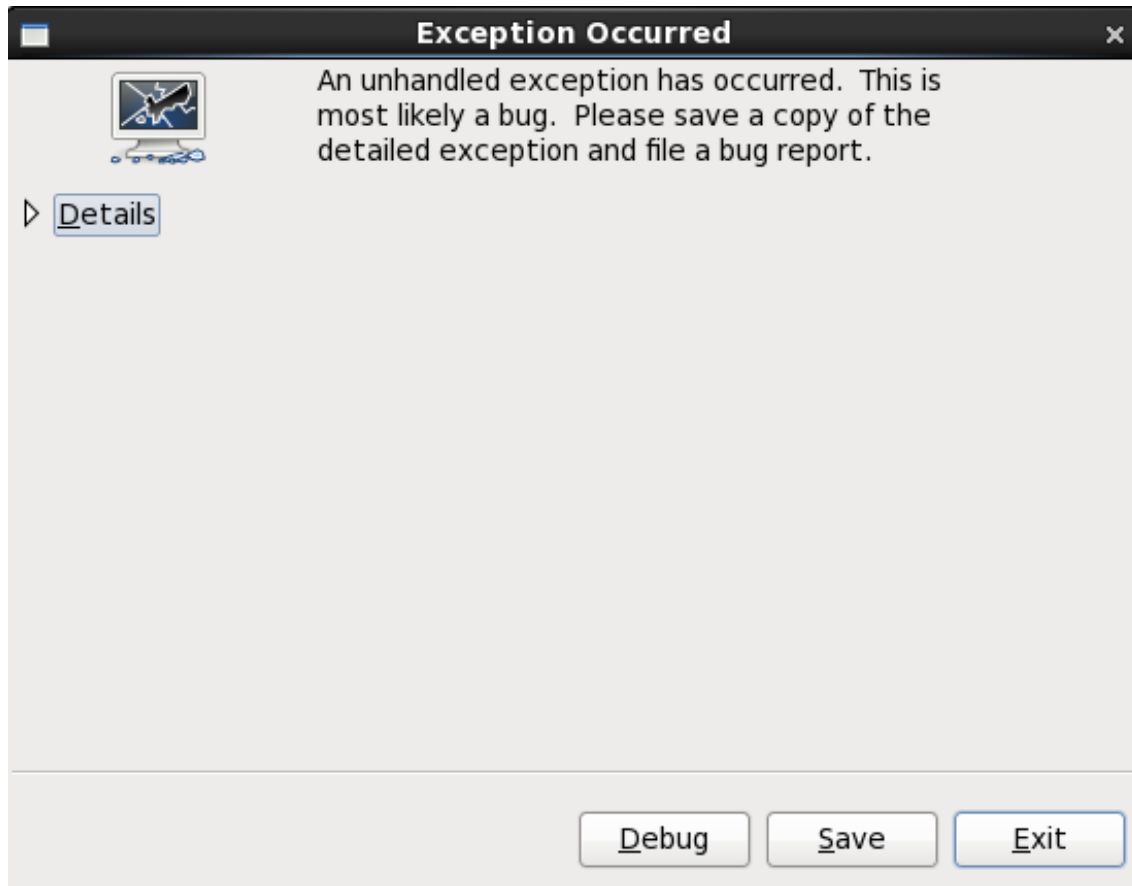 Exception Occurred
An unhandled exception has occurred.  This is
most likely a bug.  Please save a copy of the
detailed exception and file a bug report.
Details
Debug
Save
Exit